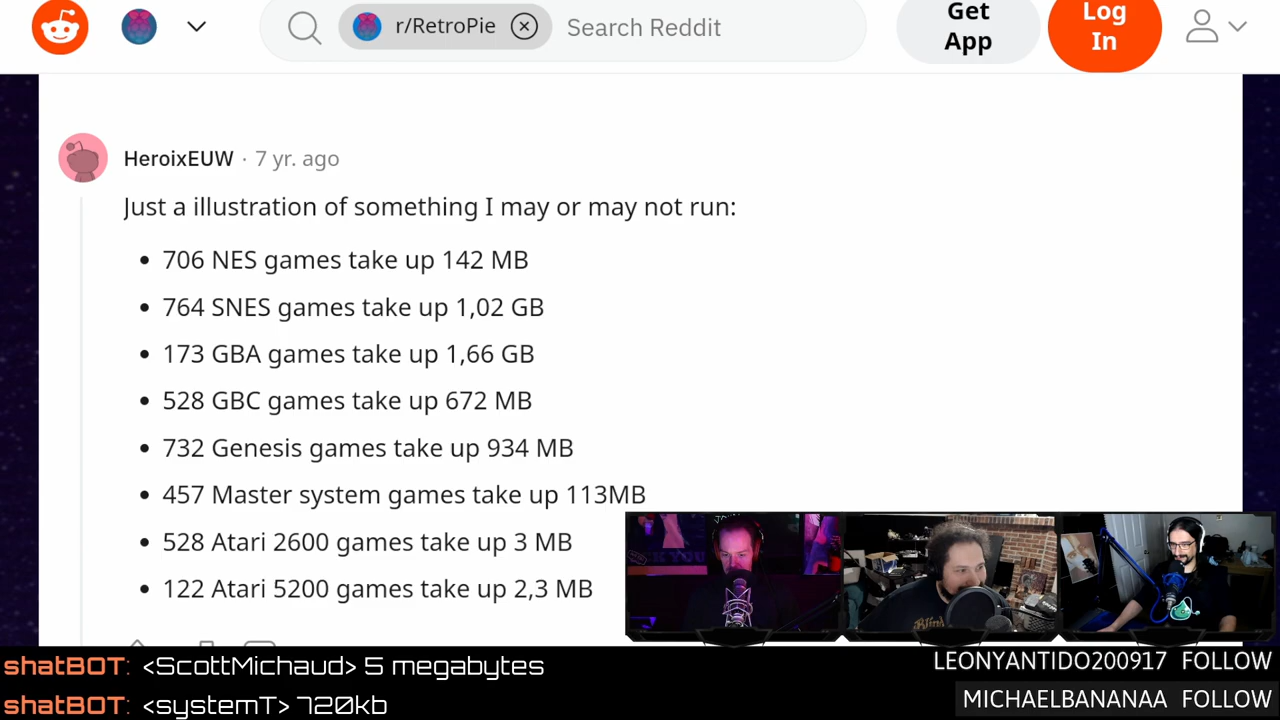 r/RetroPie
Search Reddit
Get App
Log In
HeroixEUW · 7 yr. ago
Just a illustration of something I may or may not run:
• 706 NES games take up 142 MB
• 764 SNES games take up 1,02 GB
• 173 GBA games take up 1,66 GB
• 528 GBC games take up 672 MB
• 732 Genesis games take up 934 MB
• 457 Master system games take up 113MB
• 528 Atari 2600 games take up 3 MB
• 122 Atari 5200 games take up 2,3 MB
shatBOT: <ScottMichaud> 5 megabytes
shatBOT: <systemT> 720kb
LEONYANTIDO200917 FOLLOW
MICHAELBANANAA FOLLOW